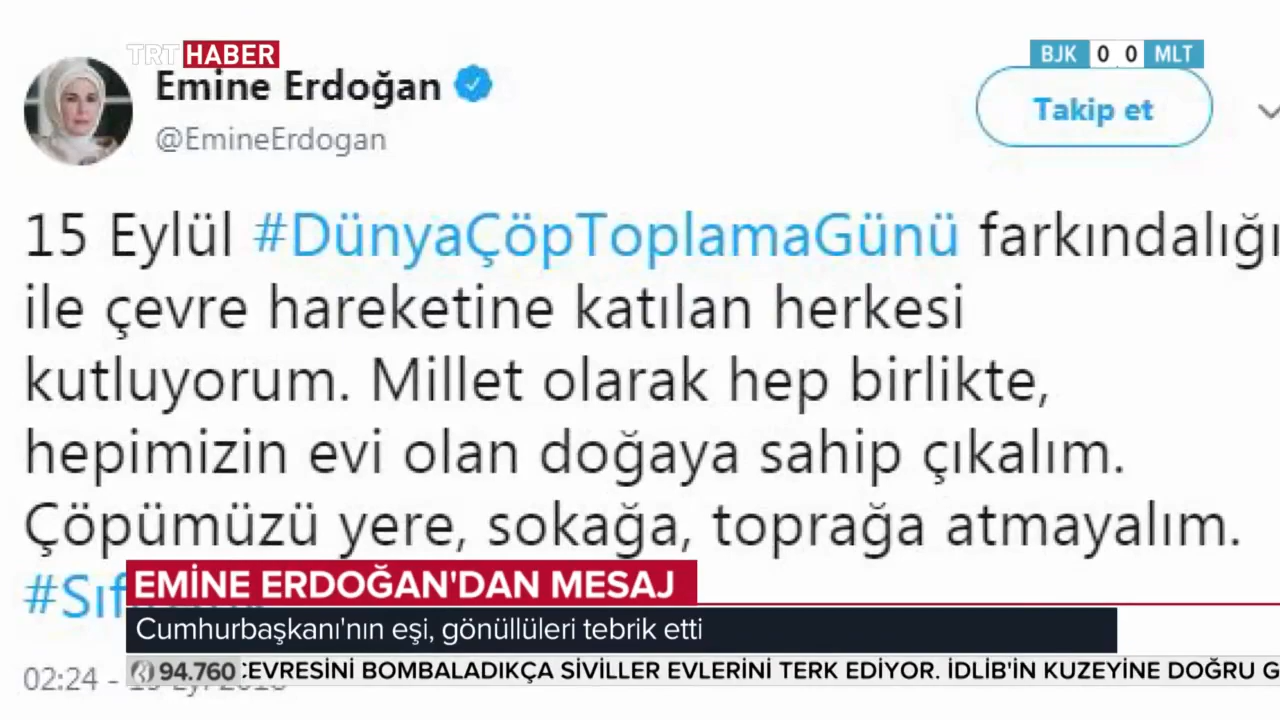 TRT HABER
BJK 0 0 MLT
Emine Erdoğan
@EmineErdogan
Takip et
15 Eylül #DünyaÇöpToplamaGünü farkındalığı
ile çevre hareketine katılan herkesi
kutluyorum. Millet olarak hep birlikte,
hepimizin evi olan doğaya sahip çıkalım.
Çöpümüzü yere, sokağa, toprağa atmayalım.
EMİNE ERDOĞAN'DAN MESAJ
Cumhurbaşkanı'nın eşi, gönüllüleri tebrik etti
02:24 -
94.760 ÇEVRESİNİ BOMBALADIKÇA SİVİLLER EVLERİNİ TERK EDİYOR. İDLİB'İN KUZEYİNE DOĞRU G